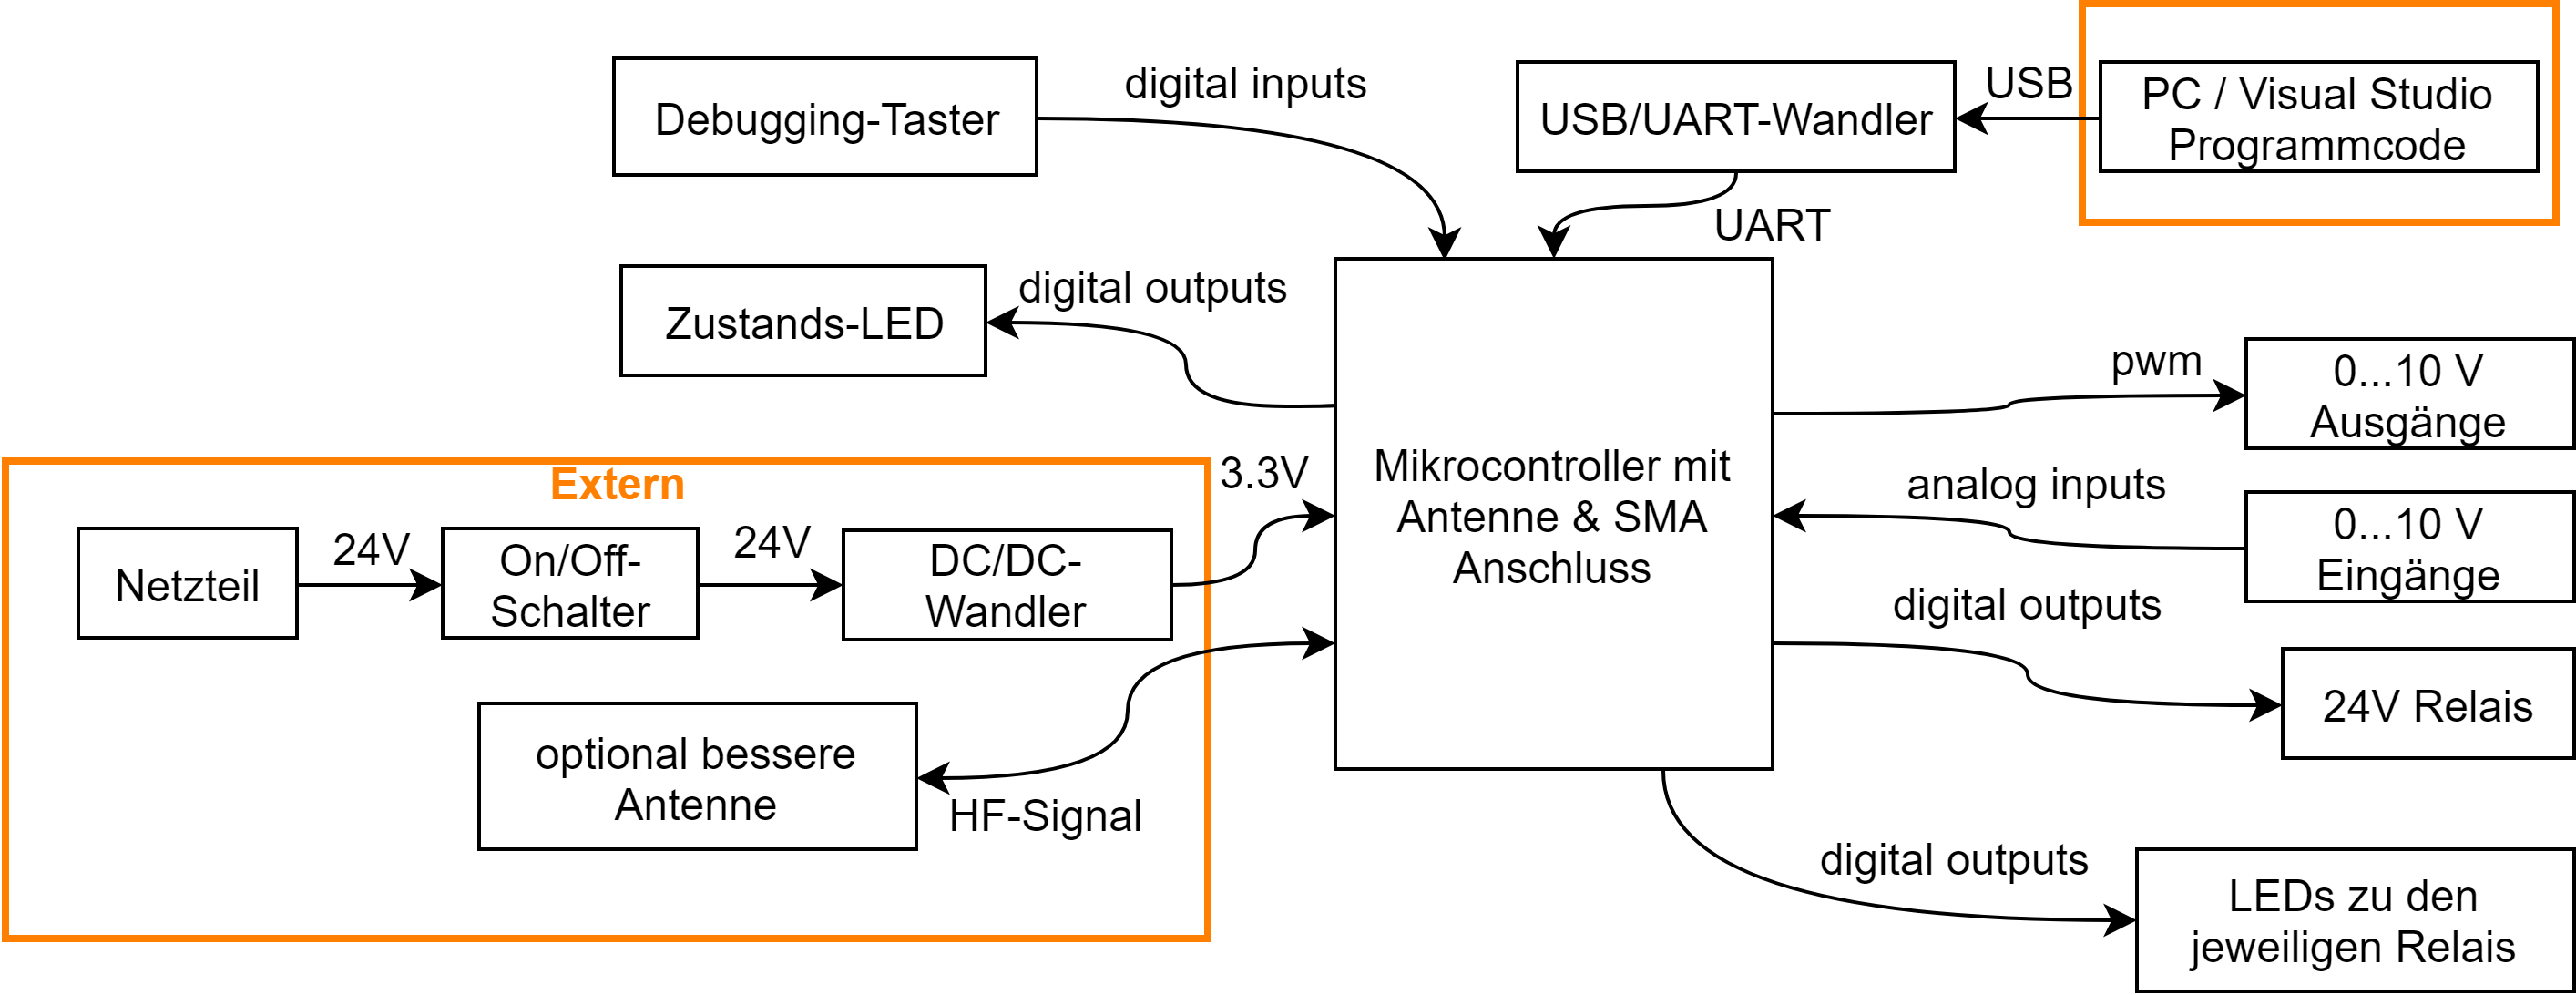 Debugging-Taster
digital inputs
USB/UART-Wandler
USB
PC / Visual Studio
Programmcode
UART
Zustands-LED
digital outputs
Mikrocontroller mit
Antenne & SMA
Anschluss
pwm
0...10 V
Ausgänge
analog inputs
0...10 V
Eingänge
digital outputs
24V Relais
digital outputs
LEDs zu den
jeweiligen Relais
Extern
3.3V
Netzteil
24V
On/Off-
Schalter
24V
DC/DC-
Wandler
optional bessere
Antenne
HF-Signal